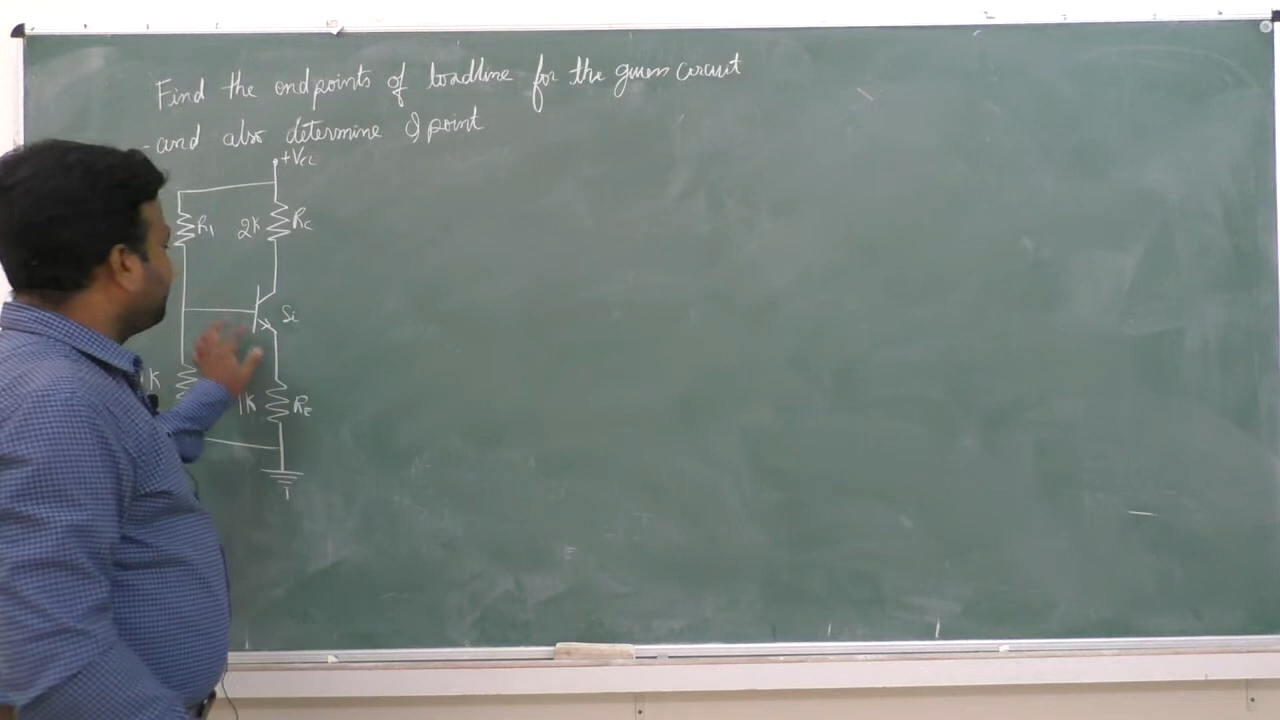 Find the endpoints of loadline for the given circuit
and also determine Q point
+Vcc
R1
2K
Rc
Si
K
1K
RE